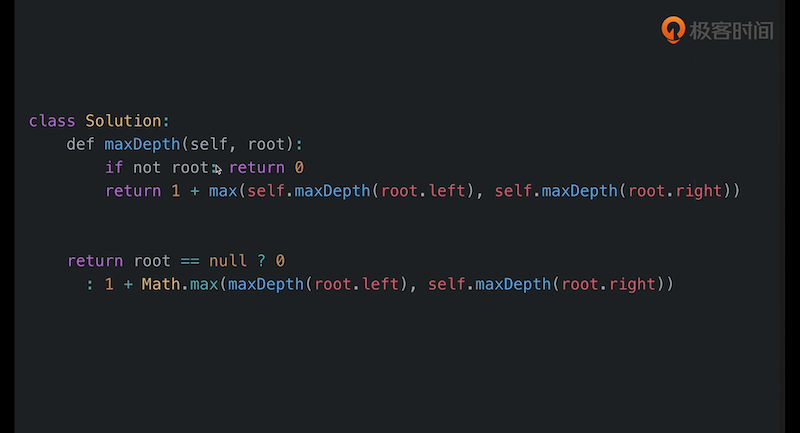 极客时间
class Solution:
    def maxDepth(self, root):
        if not root: return 0
        return 1 + max(self.maxDepth(root.left), self.maxDepth(root.right))
    return root == null ? 0
      : 1 + Math.max(maxDepth(root.left), self.maxDepth(root.right))